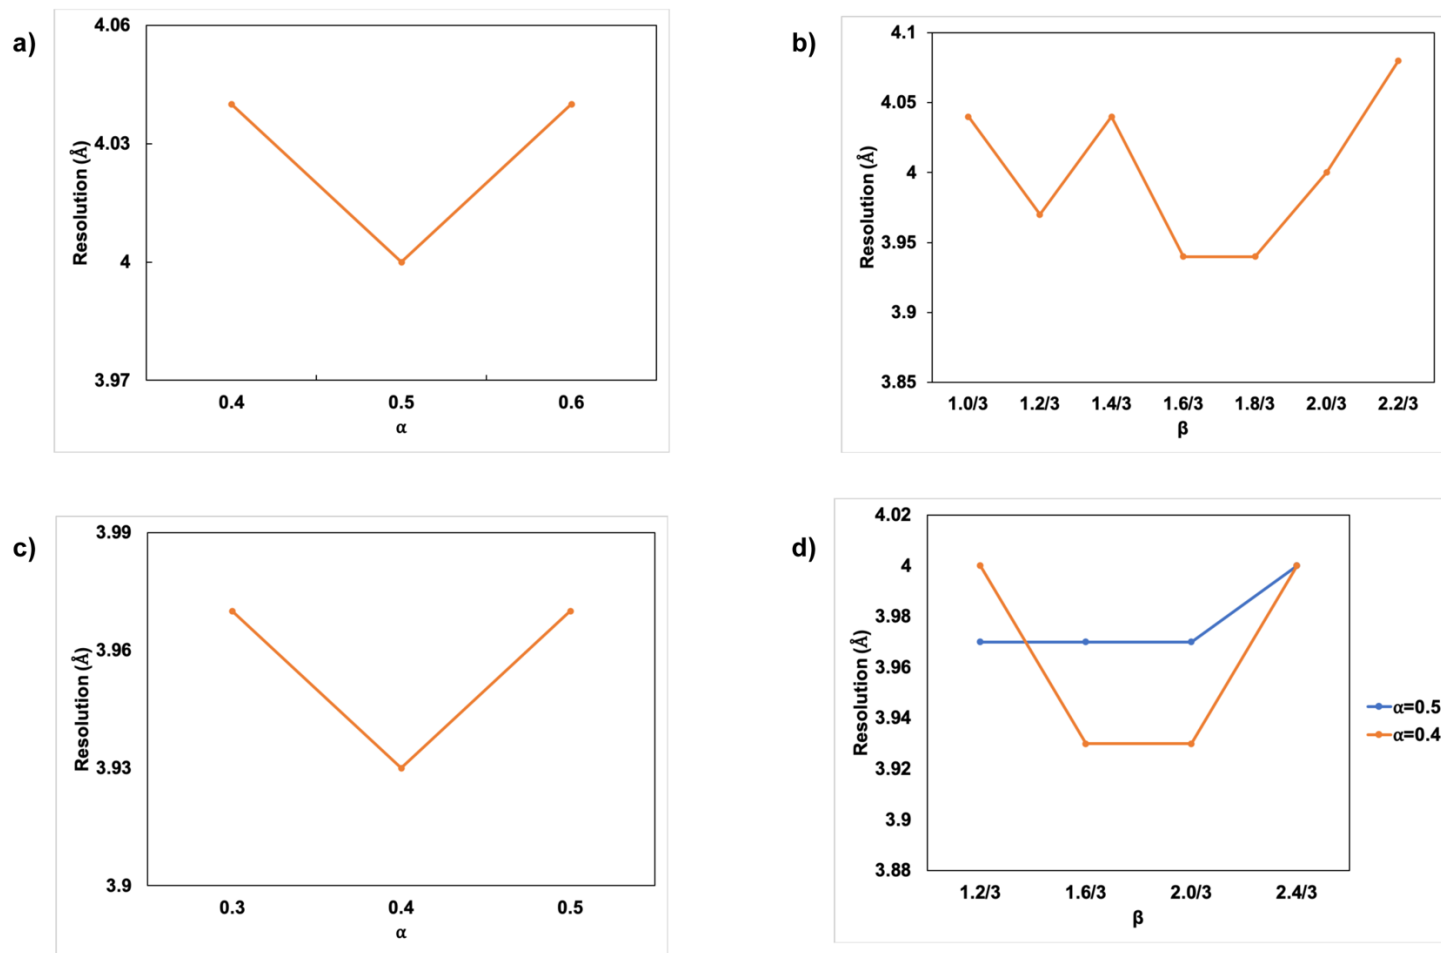 a)
4.06
4.03
4
3.97
Resolution (Å)
0.4 0.5 0.6
α
b)
4.1
4.05
4
3.95
3.9
3.85
Resolution (Å)
1.0/3 1.2/3 1.4/3 1.6/3 1.8/3 2.0/3 2.2/3
β
c)
3.99
3.96
3.93
3.9
Resolution (Å)
0.3 0.4 0.5
α
d)
4.02
4
3.98
3.96
3.94
3.92
3.9
3.88
Resolution (Å)
1.2/3 1.6/3 2.0/3 2.4/3
β
α=0.5
α=0.4